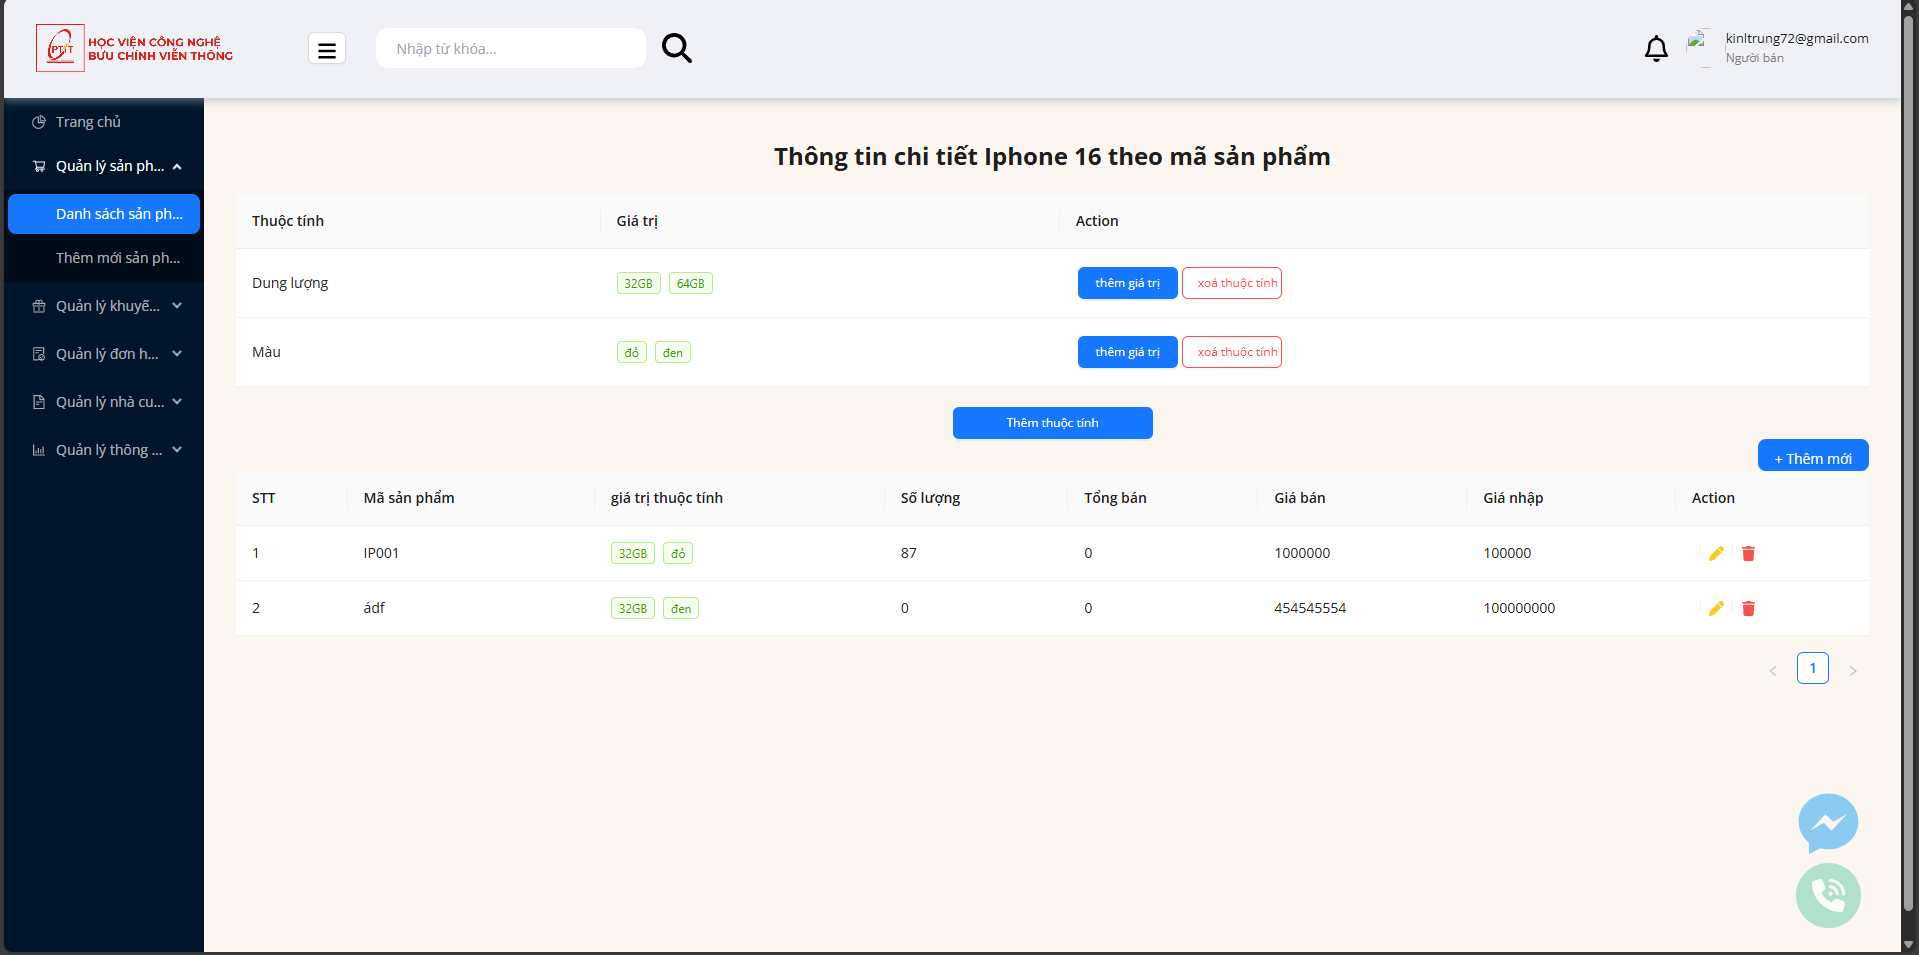 PTIT
HỌC VIỆN CÔNG NGHỆ
BƯU CHÍNH VIỄN THÔNG
Nhập từ khóa...
kinltrung72@gmail.com
Người bán
Trang chủ
Quản lý sản ph...
Danh sách sản ph...
Thêm mới sản ph...
Quản lý khuyế...
Quản lý đơn h...
Quản lý nhà cu...
Quản lý thông ...
Thông tin chi tiết Iphone 16 theo mã sản phẩm
Thuộc tính Giá trị Action
Dung lượng 32GB 64GB thêm giá trị xoá thuộc tính
Màu đỏ đen thêm giá trị xoá thuộc tính
Thêm thuộc tính
+ Thêm mới
STT Mã sản phẩm giá trị thuộc tính Số lượng Tổng bán Giá bán Giá nhập Action
1 IP001 32GB đỏ 87 0 1000000 100000
2 ádf 32GB đen 0 0 454545554 100000000
< 1 >